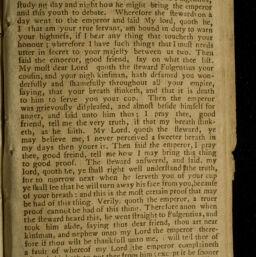 study ng day and night how he might bring the emperor
and this youth to debate. Wherefore the steward on a
day went to the emperor and said My lord, quoth he,
I that am your true servant, am bound in duty to warn
your highness, if I hear any thing that toucheth your
honour; wherefore I have such things that I must needs
utter in secret to your majesty between us two. Then
said the emperor, good friend, say on what thee list
My most dear Lord quoth the steward Fulgentius your
cousin, and your nigh kinsman, hath defamed you won-
derfully and shamefully throughout all your empire,
saying, that your breath stinketh, and that it is death
to him to serve you your cup. Then the emperor
was grievously displeased, and almost beside himself for
anger, and said unto him thus; I pray thee, good
friend, tell me the very truth, if that my breath stink-
eth, as he saith. My Lord, quoth the steward, ye
may believe me, I never perceived a sweeter breath in
my days then yours is. Then said the emperor, I pray
thee, good friend, tell me how I may bring this thing
to good proof. The steward answered, and said, my
lord, quoth he, ye shall right well understand the truth,
for to morrow next when he serveth you of your cup
ye shall see that he will turn away his face from you, because
of your breath: and this is the most certain proof that may
be had of this thing. Verily quoth the emperor, a truer
proof cannot be had of this thing. Therefore anon when
the steward heard this, he went straight to Fulgentius, and
took him aside, saying thus dear friend, thou art near
kinsman, and nephew unto my Lord the emperor there-
fore if thou wilt be thankful unto me, I will tell thee of
a fault of whereof my Lord the emperor complaineth